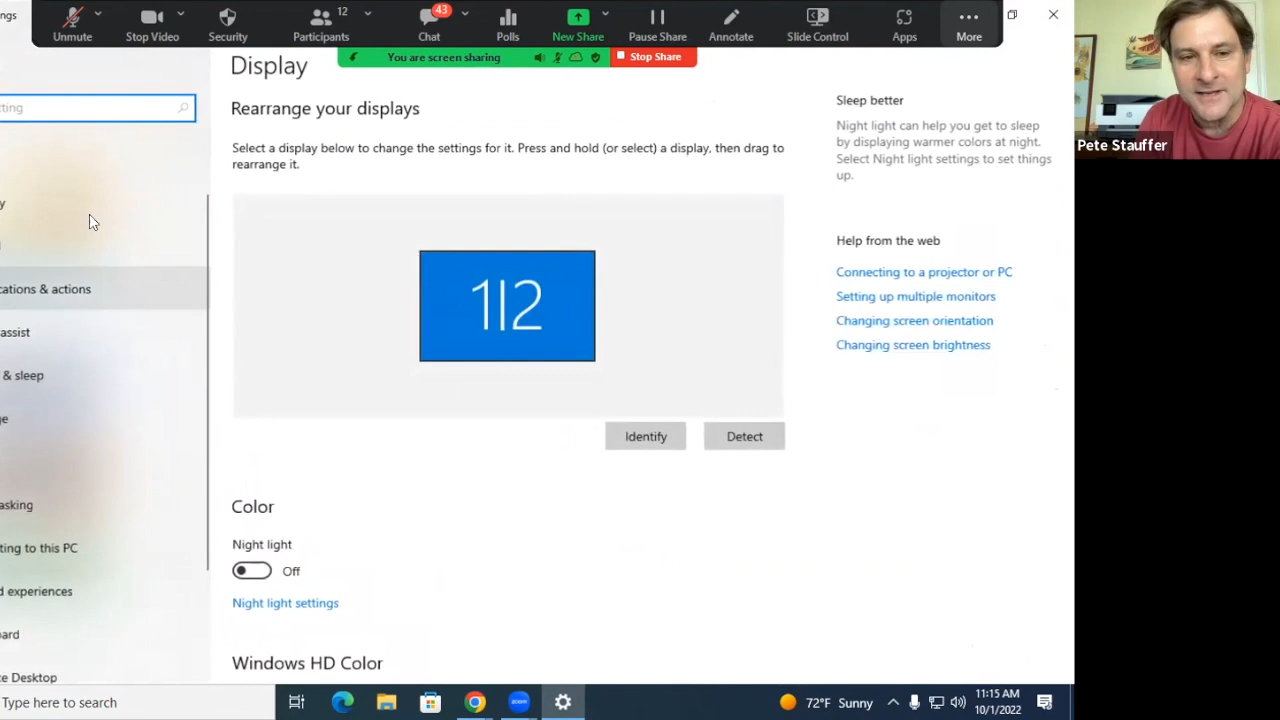 ngs
Unmute
Stop Video
Security
Participants
12
Chat
43
Polls
New Share
Pause Share
Annotate
Slide Control
Apps
More
You are screen sharing
Stop Share
Display
tting
Rearrange your displays
Select a display below to change the settings for it. Press and hold (or select) a display, then drag to
rearrange it.
1|2
Identify
Detect
y
cations & actions
assist
& sleep
ge
asking
ting to this PC
d experiences
oard
te Desktop
Color
Night light
Off
Night light settings
Windows HD Color
Sleep better
Night light can help you get to sleep
by displaying warmer colors at night.
Select Night light settings to set things
up.
Help from the web
Connecting to a projector or PC
Setting up multiple monitors
Changing screen orientation
Changing screen brightness
Pete Stauffer
Type here to search
zoom
72°F Sunny
11:15 AM
10/1/2022